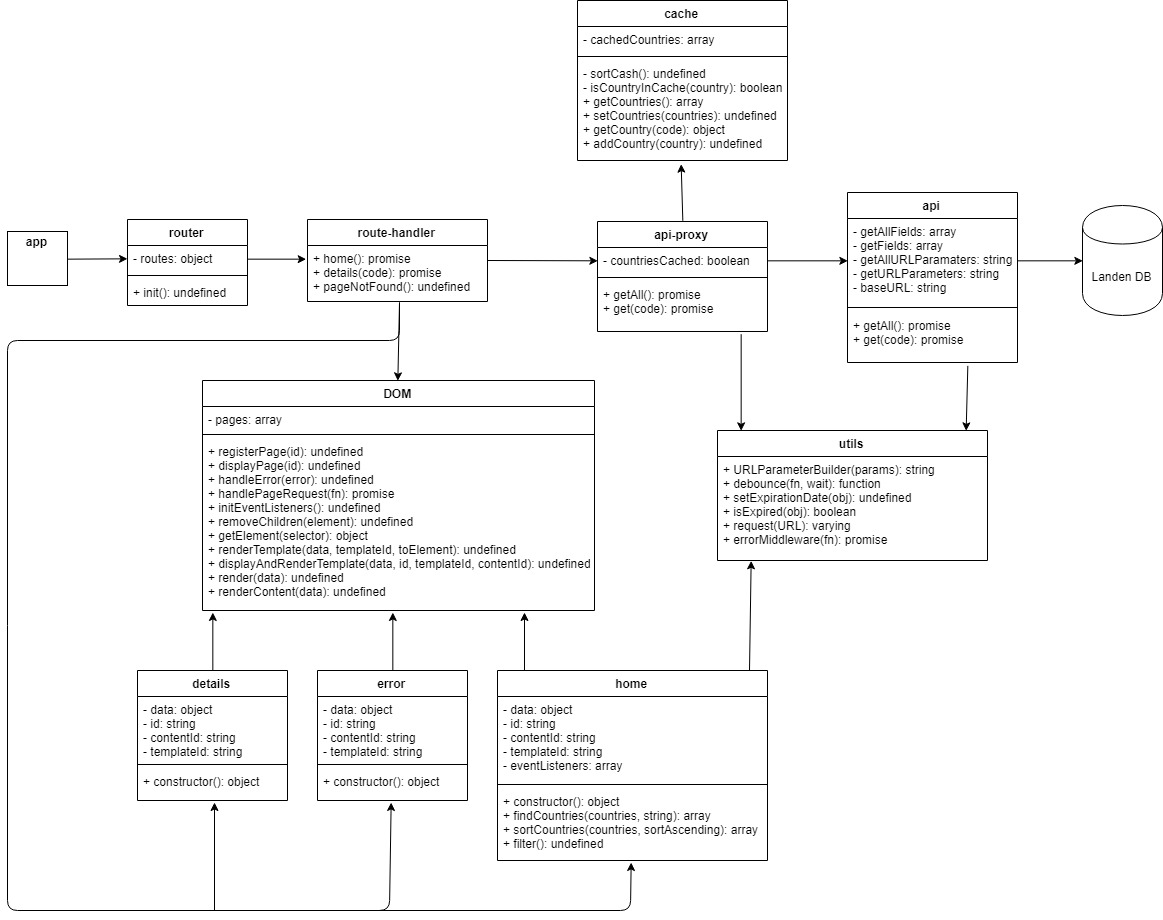 cache
- cachedCountries: array
- sortCash(): undefined
- isCountryInCache(country): boolean
+ getCountries(): array
+ setCountries(countries): undefined
+ getCountry(code): object
+ addCountry(country): undefined
app
router
- routes: object
+ init(): undefined
route-handler
+ home(): promise
+ details(code): promise
+ pageNotFound(): undefined
api-proxy
- countriesCached: boolean
+ getAll(): promise
+ get(code): promise
api
- getAllFields: array
- getFields: array
- getAllURLParamaters: string
- getURLParameters: string
- baseURL: string
+ getAll(): promise
+ get(code): promise
Landen DB
DOM
- pages: array
+ registerPage(id): undefined
+ displayPage(id): undefined
+ handleError(error): undefined
+ handlePageRequest(fn): promise
+ initEventListeners(): undefined
+ removeChildren(element): undefined
+ getElement(selector): object
+ renderTemplate(data, templateId, toElement): undefined
+ displayAndRenderTemplate(data, id, templateId, contentId): undefined
+ render(data): undefined
+ renderContent(data): undefined
utils
+ URLParameterBuilder(params): string
+ debounce(fn, wait): function
+ setExpirationDate(obj): undefined
+ isExpired(obj): boolean
+ request(URL): varying
+ errorMiddleware(fn): promise
details
- data: object
- id: string
- contentId: string
- templateId: string
+ constructor(): object
error
- data: object
- id: string
- contentId: string
- templateId: string
+ constructor(): object
home
- data: object
- id: string
- contentId: string
- templateId: string
- eventListeners: array
+ constructor(): object
+ findCountries(countries, string): array
+ sortCountries(countries, sortAscending): array
+ filter(): undefined